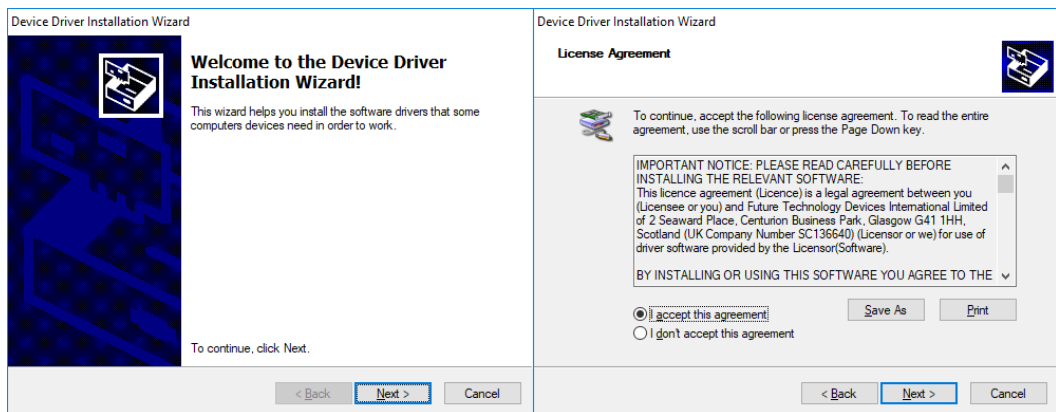 Device Driver Installation Wizard
Welcome to the Device Driver
Installation Wizard!
This wizard helps you install the software drivers that some
computers devices need in order to work.
To continue, click Next.
< Back
Next >
Cancel
Device Driver Installation Wizard
License Agreement
To continue, accept the following license agreement. To read the entire
agreement, use the scroll bar or press the Page Down key.
IMPORTANT NOTICE: PLEASE READ CAREFULLY BEFORE
INSTALLING THE RELEVANT SOFTWARE:
This licence agreement (Licence) is a legal agreement between you
(Licensee or you) and Future Technology Devices International Limited
of 2 Seaward Place, Centurion Business Park, Glasgow G41 1HH,
Scotland (UK Company Number SC136640) (Licensor or we) for use of
driver software provided by the Licensor(Software).
BY INSTALLING OR USING THIS SOFTWARE YOU AGREE TO THE
I accept this agreement
Save As
Print
I don't accept this agreement
< Back
Next >
Cancel